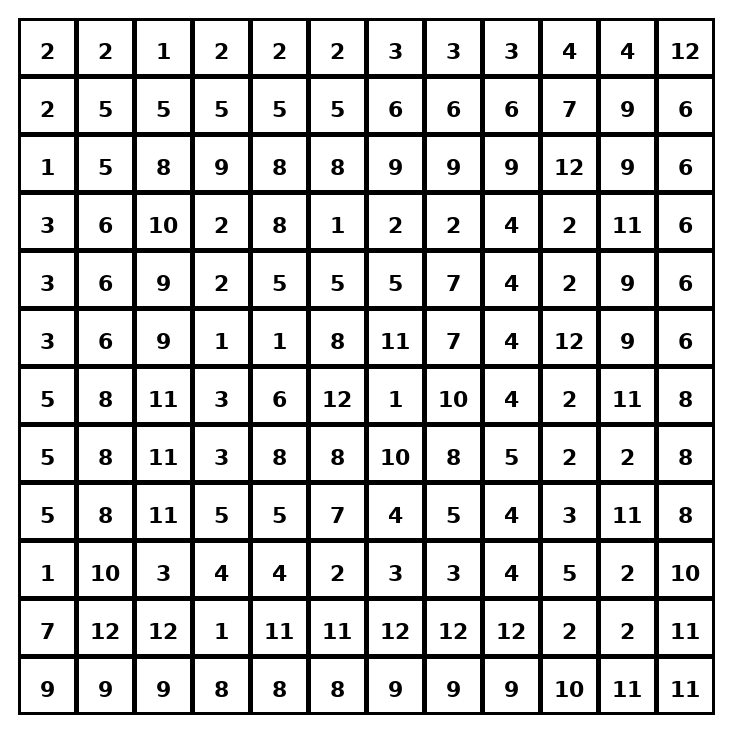 2 2 1 2 2 2 3 3 3 4 4 12
2 5 5 5 5 5 6 6 6 7 9 6
1 5 8 9 8 8 9 9 9 12 9 6
3 6 10 2 8 1 2 2 4 2 11 6
3 6 9 2 5 5 5 7 4 2 9 6
3 6 9 1 1 8 11 7 4 12 9 6
5 8 11 3 6 12 1 10 4 2 11 8
5 8 11 3 8 8 10 8 5 2 2 8
5 8 11 5 5 7 4 5 4 3 11 8
1 10 3 4 4 2 3 3 4 5 2 10
7 12 12 1 11 11 12 12 12 2 2 11
9 9 9 8 8 8 9 9 9 10 11 11